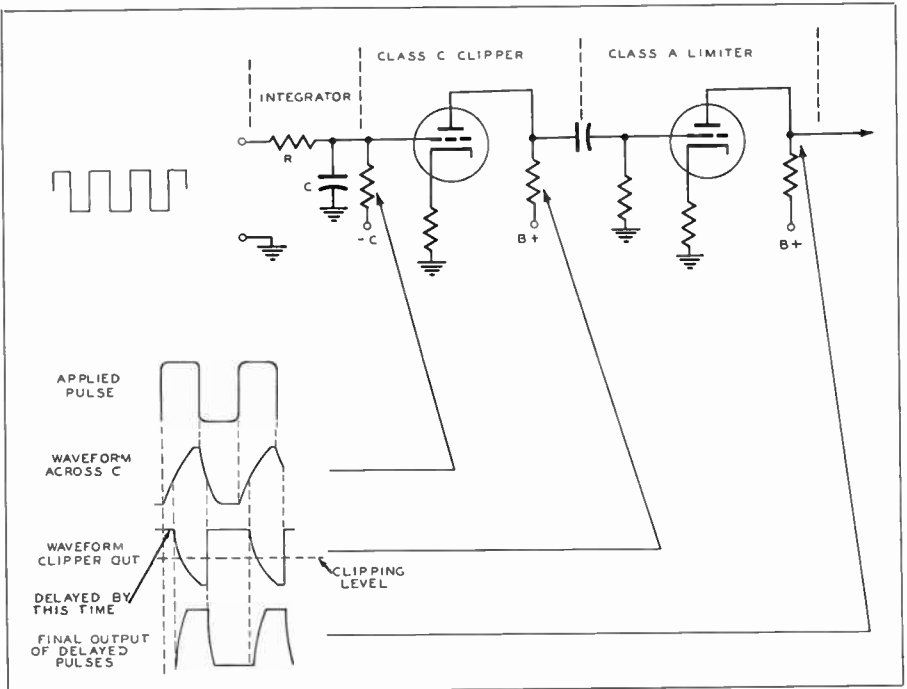 CLASS C CLIPPER
CLASS A LIMITER
INTEGRATOR
R
C
-C
B+
B+
APPLIED
PULSE
WAVEFORM
ACROSS C
WAVEFORM
CLIPPER OUT
CLIPPING
LEVEL
DELAYED BY
THIS TIME
FINAL OUTPUT
OF DELAYED
PULSES